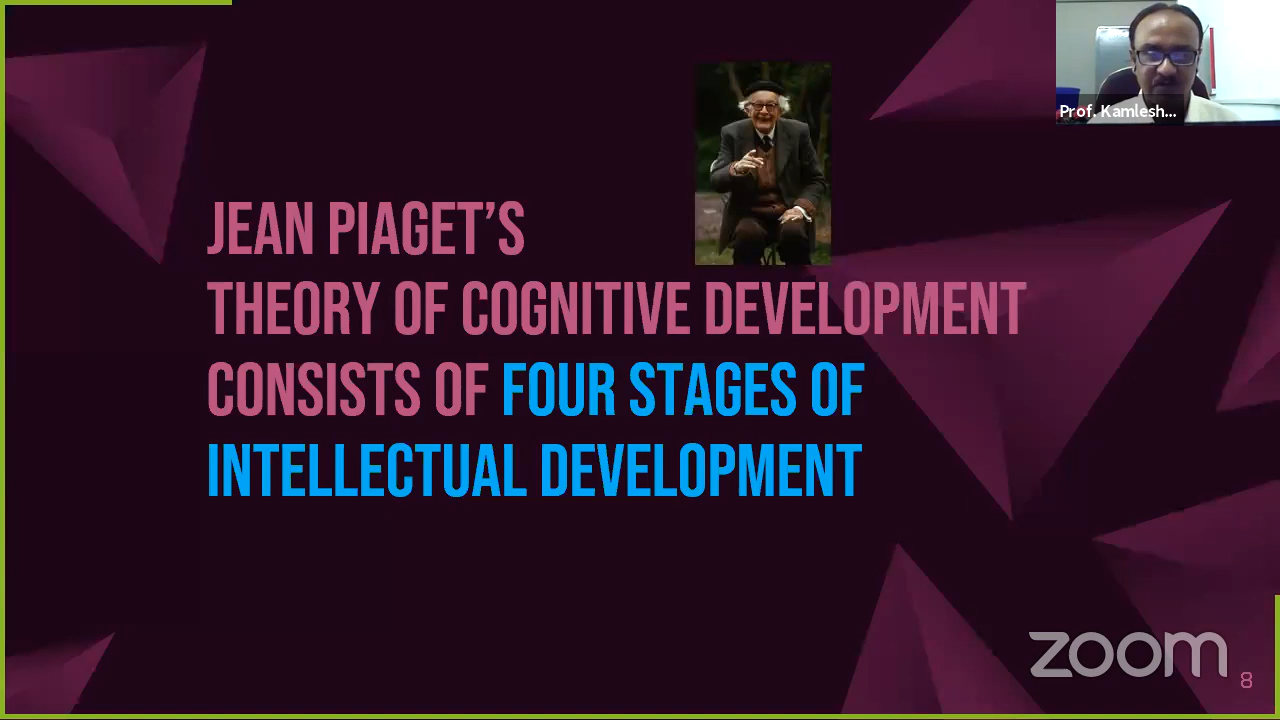 Prof. Kamlesh...
JEAN PIAGET'S
THEORY OF COGNITIVE DEVELOPMENT
CONSISTS OF FOUR STAGES OF
INTELLECTUAL DEVELOPMENT
zoom
8